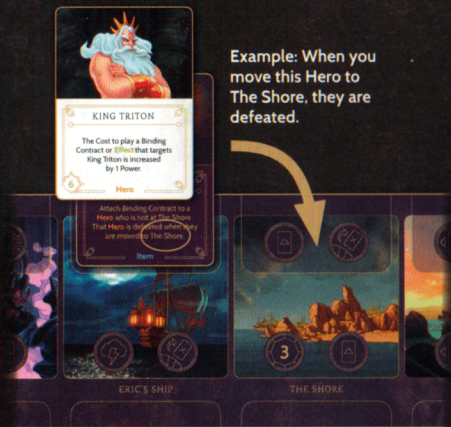 Example: When you
move this Hero to
The Shore, they are
defeated.
KING TRITON
The Cost to play a Binding
Contract or Effect that targets
King Triton is increased
by 1 Power.
6
Hero
Attach Binding Contract to a
Hero who is not at The Shore.
That Hero is defeated when they
are moved to The Shore.
Item
3
ERIC'S SHIP
THE SHORE